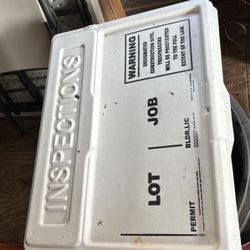 INSPECTIONS
WARNING
DESIGNATED
CONSTRUCTION SITE.
TRESPASSERS
WILL BE PROSECUTED
TO THE FULL
EXTENT OF THE LAW.
LOT
JOB
BLDR.LIC
PERMIT